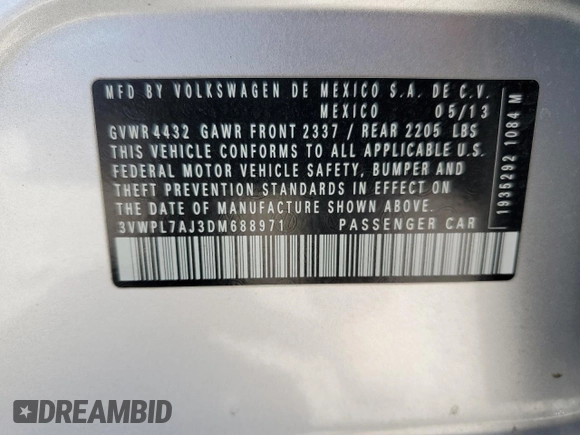 MFD BY VOLKSWAGEN DE MEXICO S.A. DE C.V.
MEXICO 05/13
GVWR 4432 GAWR FRONT 2337 / REAR 2205 LBS
THIS VEHICLE CONFORMS TO ALL APPLICABLE U.S.
FEDERAL MOTOR VEHICLE SAFETY, BUMPER AND
THEFT PREVENTION STANDARDS IN EFFECT ON
THE DATE OF MANUFACTURE SHOWN ABOVE.
3VWPL7AJ3DM688971 PASSENGER CAR
1936292 1084 M
DREAMBID